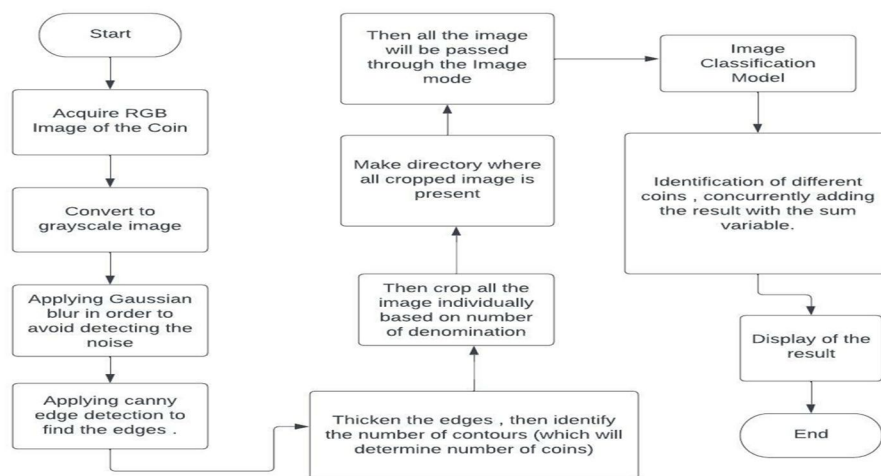 Start
Acquire RGB
Image of the Coin
Convert to
grayscale image
Applying Gaussian
blur in order to
avoid detecting the
noise
Applying canny
edge detection to
find the edges .
Thicken the edges , then identify
the number of contours (which will
determine number of coins)
Then crop all the
image individually
based on number
of denomination
Make directory where
all cropped image is
present
Then all the image
will be passed
through the Image
mode
Image
Classification
Model
Identification of different
coins , concurrently adding
the result with the sum
variable.
Display of the
result
End